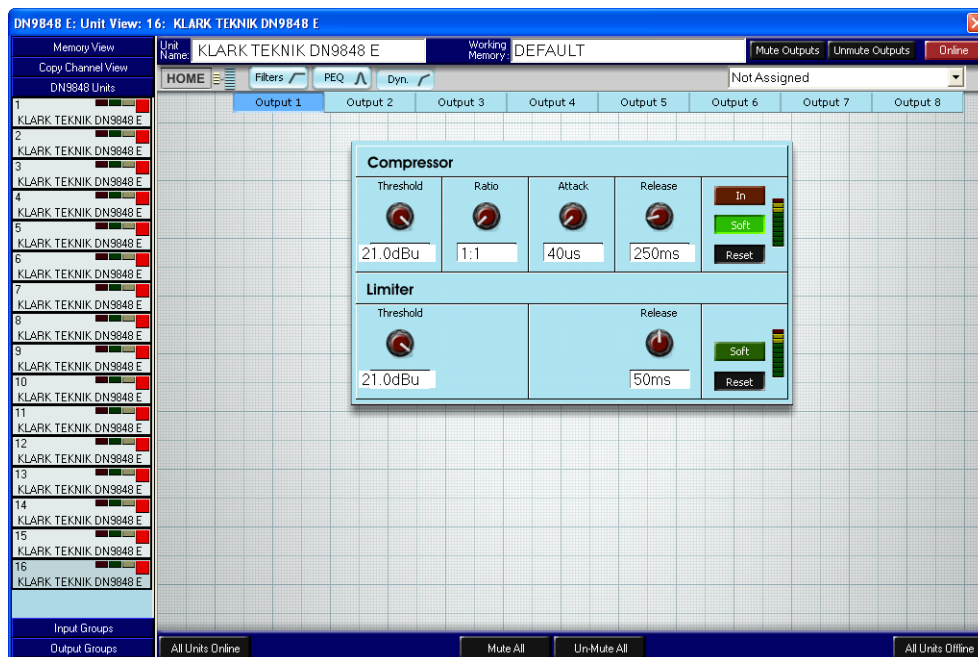 DN9848 E: Unit View: 16: KLARK TEKNIK DN9848 E
Memory View
Copy Channel View
DN9848 Units
Unit Name: KLARK TEKNIK DN9848 E
Working Memory: DEFAULT
Mute Outputs
Unmute Outputs
Online
HOME
Filters
PEQ
Dyn.
Not Assigned
Output 1
Output 2
Output 3
Output 4
Output 5
Output 6
Output 7
Output 8
1
KLARK TEKNIK DN9848 E
2
KLARK TEKNIK DN9848 E
3
KLARK TEKNIK DN9848 E
4
KLARK TEKNIK DN9848 E
5
KLARK TEKNIK DN9848 E
6
KLARK TEKNIK DN9848 E
7
KLARK TEKNIK DN9848 E
8
KLARK TEKNIK DN9848 E
9
KLARK TEKNIK DN9848 E
10
KLARK TEKNIK DN9848 E
11
KLARK TEKNIK DN9848 E
12
KLARK TEKNIK DN9848 E
13
KLARK TEKNIK DN9848 E
14
KLARK TEKNIK DN9848 E
15
KLARK TEKNIK DN9848 E
16
KLARK TEKNIK DN9848 E
Compressor
Threshold
Ratio
Attack
Release
In
Soft
Reset
21.0dBu
1:1
40us
250ms
Limiter
Threshold
Release
Soft
Reset
21.0dBu
50ms
Input Groups
Output Groups
All Units Online
Mute All
Un-Mute All
All Units Offline